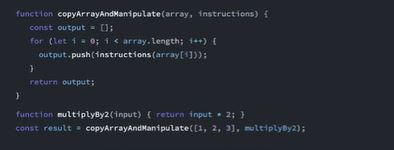 function copyArrayAndManipulate(array, instructions) {
  const output = [];
  for (let i = 0; i < array.length; i++) {
    output.push(instructions(array[i]));
  }
  return output;
}
function multiplyBy2(input) { return input * 2; }
const result = copyArrayAndManipulate([1, 2, 3], multiplyBy2);